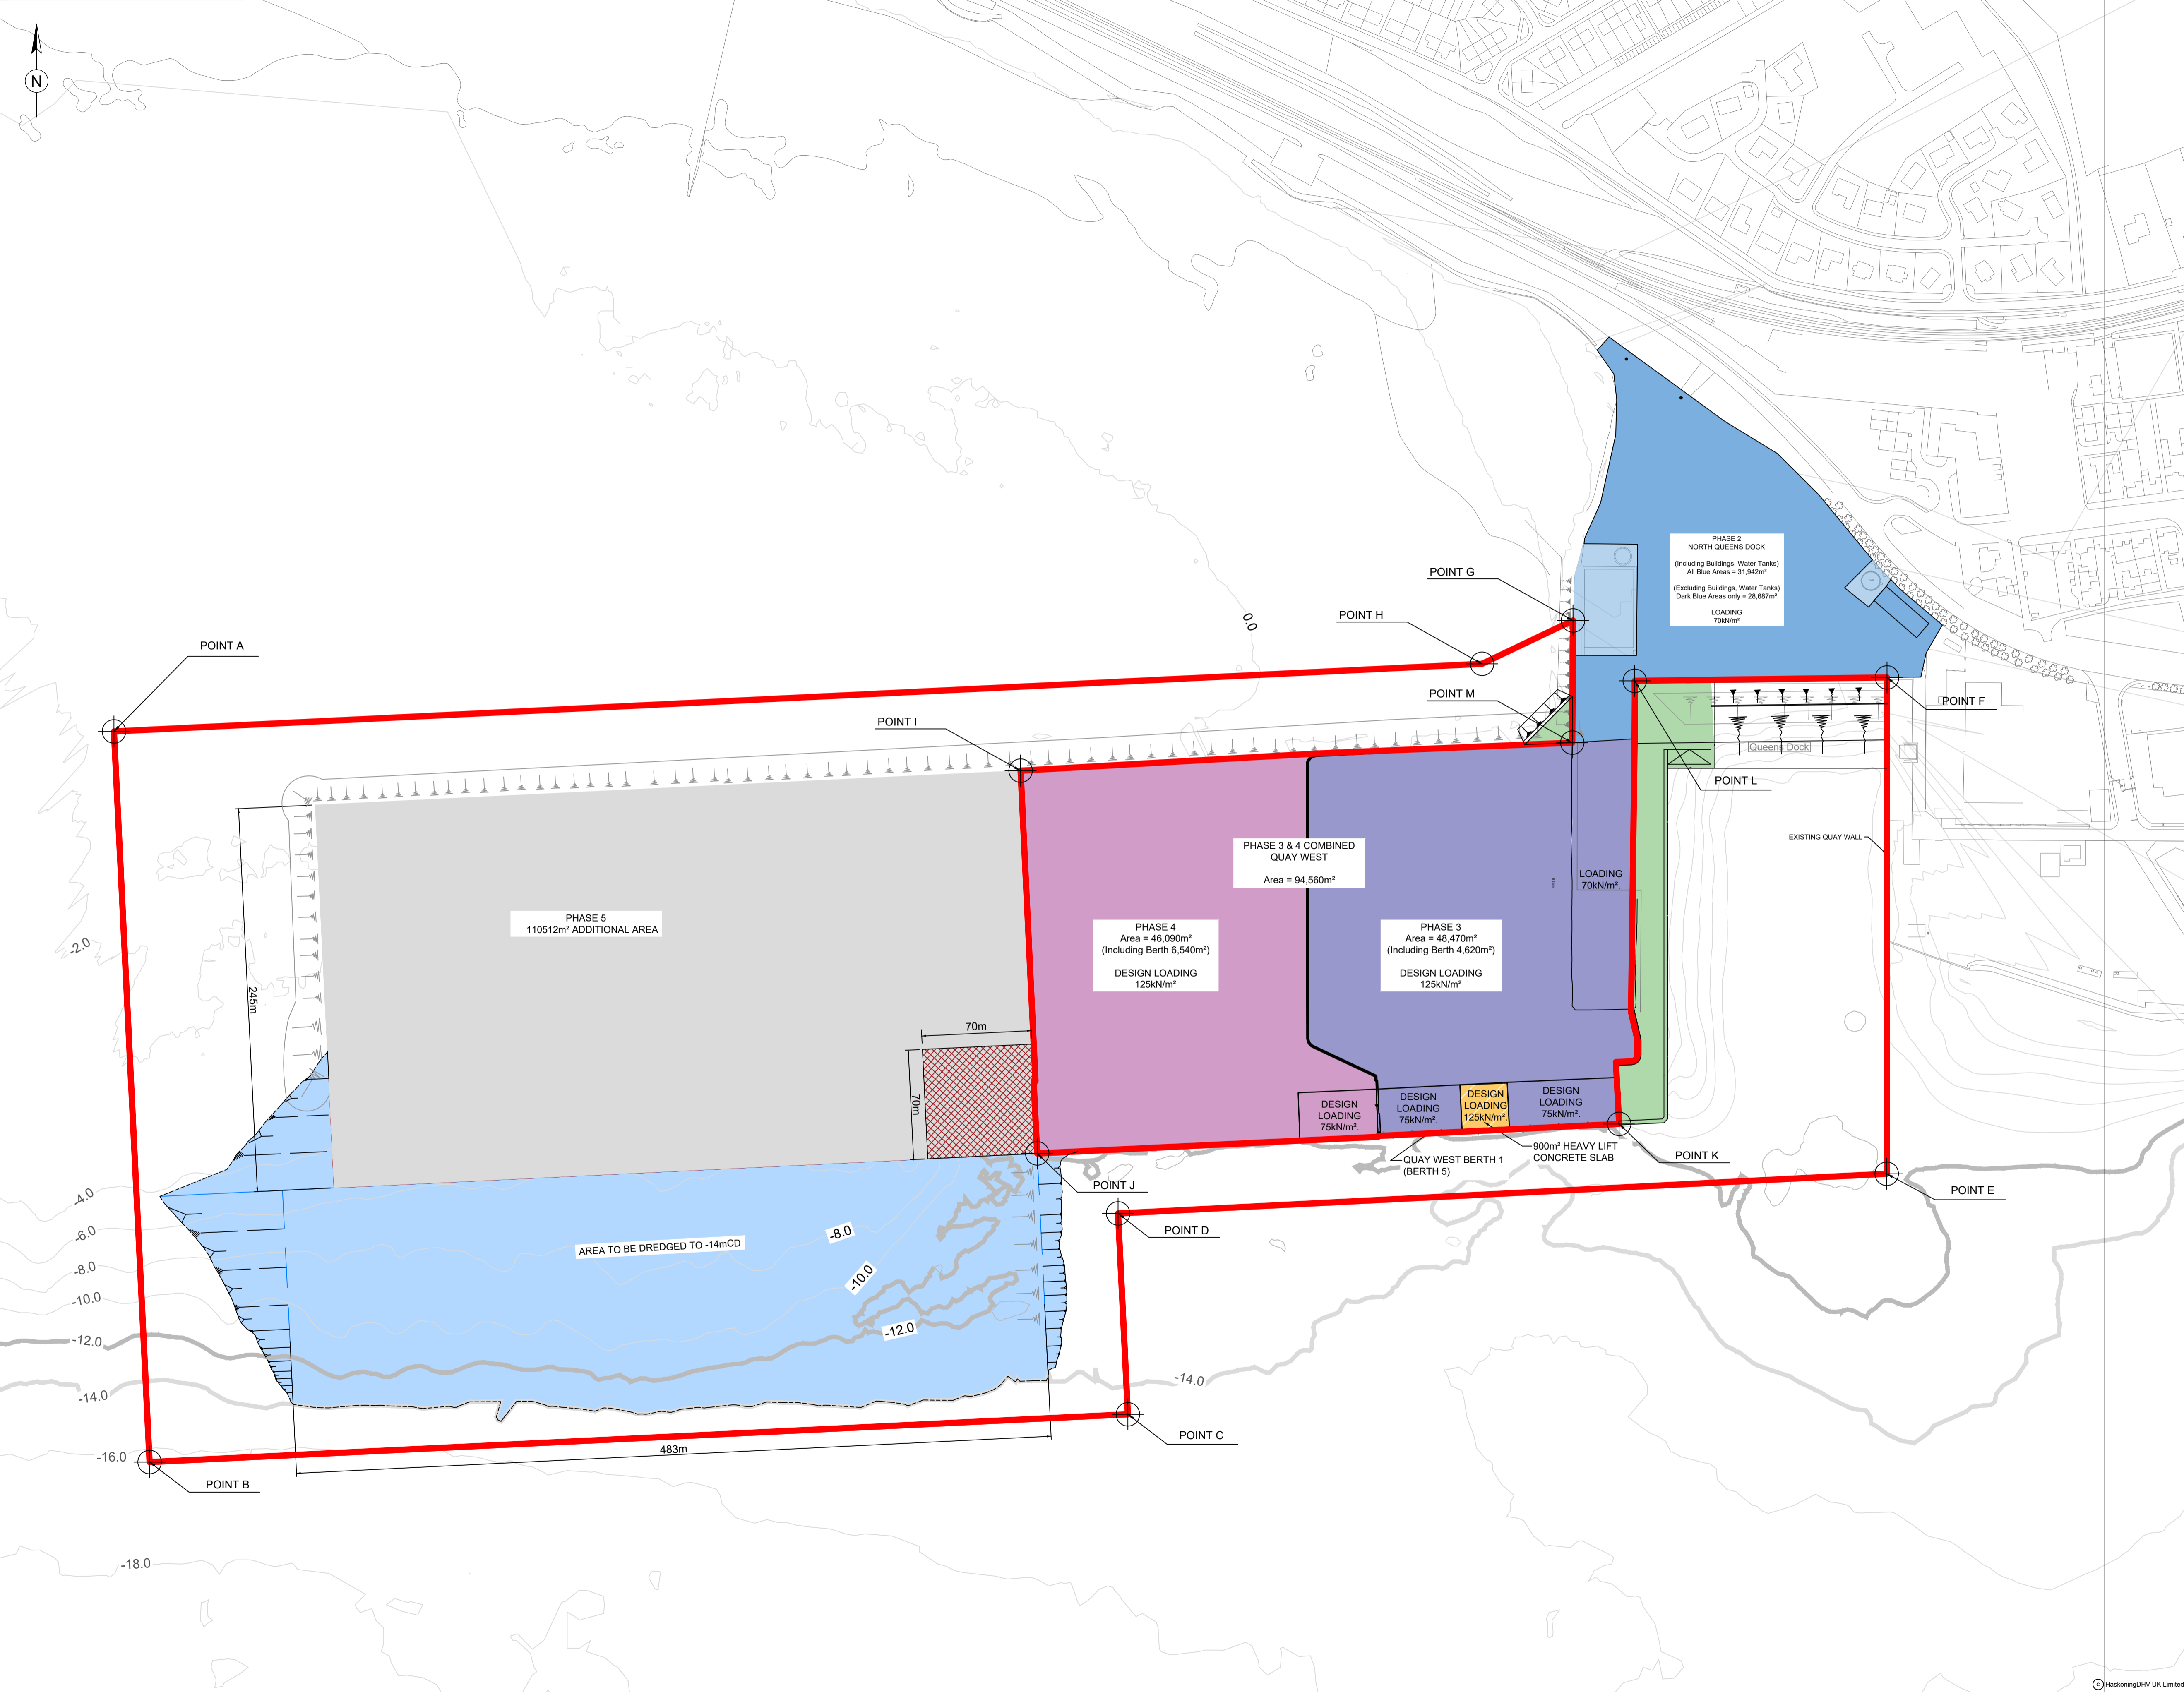 N
PHASE 2
NORTH QUEENS DOCK
(Including Buildings, Water Tanks)
All Blue Areas = 31,942m²
(Excluding Buildings, Water Tanks)
Dark Blue Areas only = 28,687m²
LOADING
70kN/m²
POINT G
POINT H
0.0
POINT A
POINT M
POINT F
POINT I
Queens Dock
POINT L
EXISTING QUAY WALL
PHASE 3 & 4 COMBINED
QUAY WEST
Area = 94,560m²
LOADING
70kN/m².
PHASE 5
110512m² ADDITIONAL AREA
PHASE 4
Area = 46,090m²
(Including Berth 6,540m²)
DESIGN LOADING
125kN/m²
PHASE 3
Area = 48,470m²
(Including Berth 4,620m²)
DESIGN LOADING
125kN/m²
-2.0
245m
70m
70m
DESIGN
LOADING
75kN/m².
DESIGN
LOADING
75kN/m².
DESIGN
LOADING
125kN/m².
DESIGN
LOADING
75kN/m².
900m² HEAVY LIFT
CONCRETE SLAB
QUAY WEST BERTH 1
(BERTH 5)
POINT K
POINT J
POINT E
POINT D
-4.0
-6.0
-8.0
-10.0
-12.0
-14.0
-16.0
-18.0
AREA TO BE DREDGED TO -14mCD
-8.0
-10.0
-12.0
-14.0
POINT C
483m
POINT B
© HaskoningDHV UK Limited